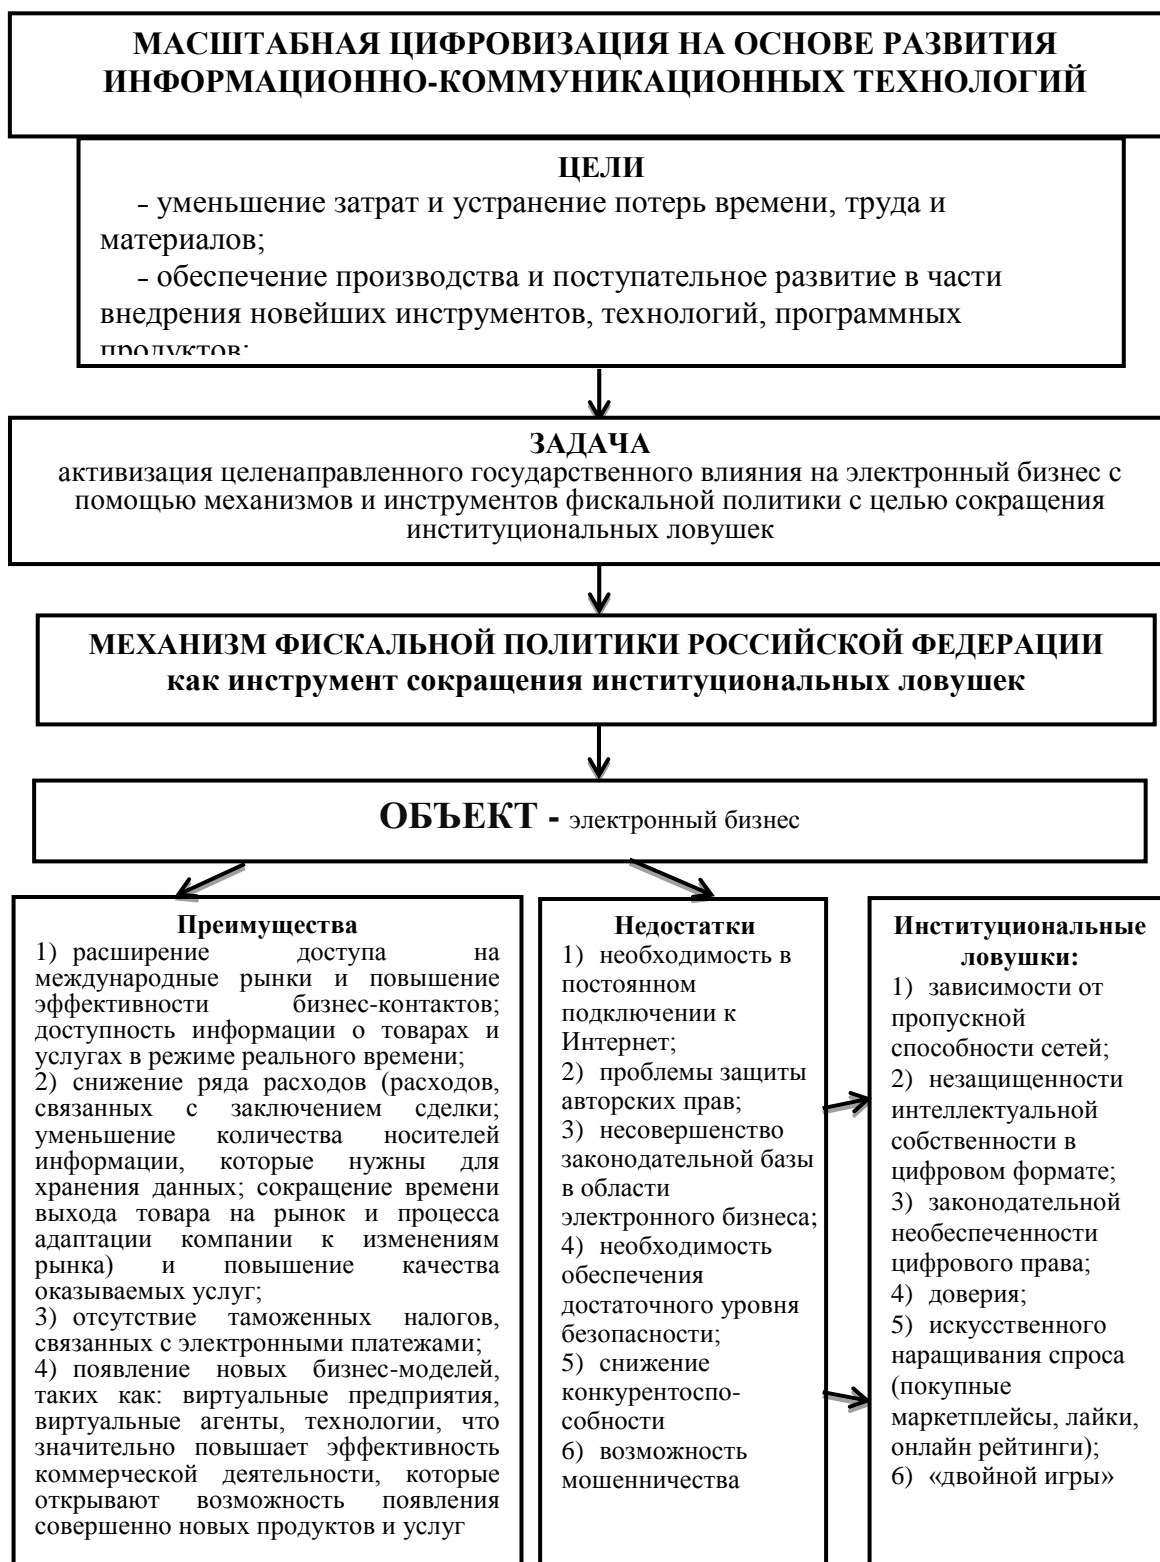 МАСШТАБНАЯ ЦИФРОВИЗАЦИЯ НА ОСНОВЕ РАЗВИТИЯ
ИНФОРМАЦИОННО-КОММУНИКАЦИОННЫХ ТЕХНОЛОГИЙ
ЦЕЛИ
- уменьшение затрат и устранение потерь времени, труда и
материалов;
- обеспечение производства и поступательное развитие в части
внедрения новейших инструментов, технологий, программных
продуктов;
ЗАДАЧА
активизация целенаправленного государственного влияния на электронный бизнес с
помощью механизмов и инструментов фискальной политики с целью сокращения
институциональных ловушек
МЕХАНИЗМ ФИСКАЛЬНОЙ ПОЛИТИКИ РОССИЙСКОЙ ФЕДЕРАЦИИ
как инструмент сокращения институциональных ловушек
ОБЪЕКТ - электронный бизнес
Преимущества
1) расширение доступа на
международные рынки и повышение
эффективности бизнес-контактов;
доступность информации о товарах и
услугах в режиме реального времени;
2) снижение ряда расходов (расходов,
связанных с заключением сделки;
уменьшение количества носителей
информации, которые нужны для
хранения данных; сокращение времени
выхода товара на рынок и процесса
адаптации компании к изменениям
рынка) и повышение качества
оказываемых услуг;
3) отсутствие таможенных налогов,
связанных с электронными платежами;
4) появление новых бизнес-моделей,
таких как: виртуальные предприятия,
виртуальные агенты, технологии, что
значительно повышает эффективность
коммерческой деятельности, которые
открывают возможность появления
совершенно новых продуктов и услуг
Недостатки
1) необходимость в
постоянном
подключении к
Интернет;
2) проблемы защиты
авторских прав;
3) несовершенство
законодательной базы
в области
электронного бизнеса;
4) необходимость
обеспечения
достаточного уровня
безопасности;
5) снижение
конкурентоспо-
собности
6) возможность
мошенничества
Институциональные
ловушки:
1) зависимости от
пропускной
способности сетей;
2) незащищенности
интеллектуальной
собственности в
цифровом формате;
3) законодательной
необеспеченности
цифрового права;
4) доверия;
5) искусственного
наращивания спроса
(покупные
маркетплейсы, лайки,
онлайн рейтинги);
6) «двойной игры»